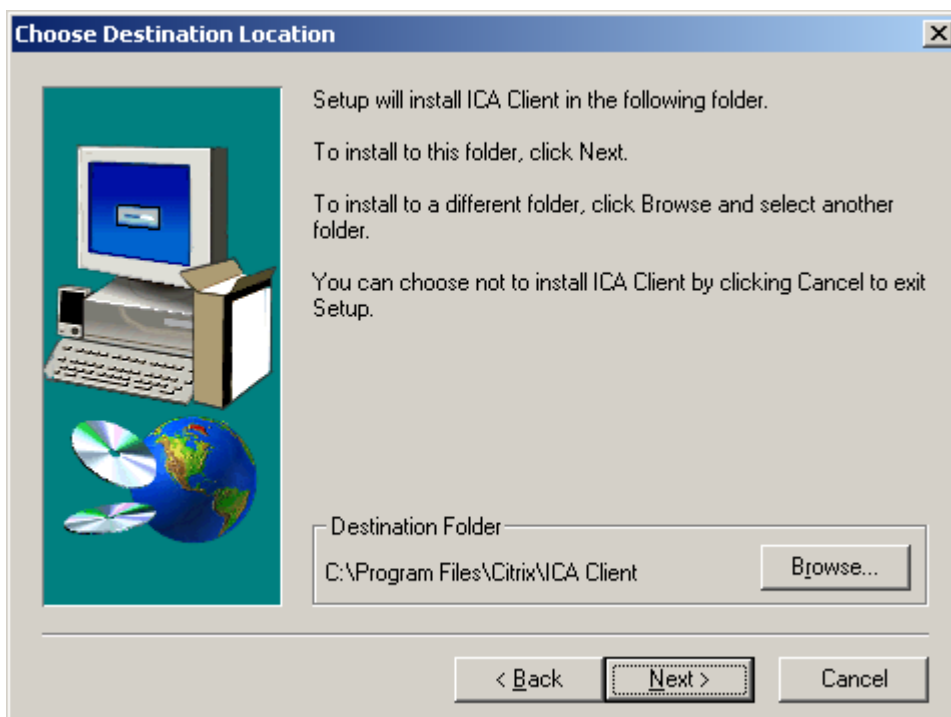 Choose Destination Location
Setup will install ICA Client in the following folder.
To install to this folder, click Next.
To install to a different folder, click Browse and select another
folder.
You can choose not to install ICA Client by clicking Cancel to exit
Setup.
Destination Folder
C:\Program Files\Citrix\ICA Client
Browse...
< Back
Next >
Cancel